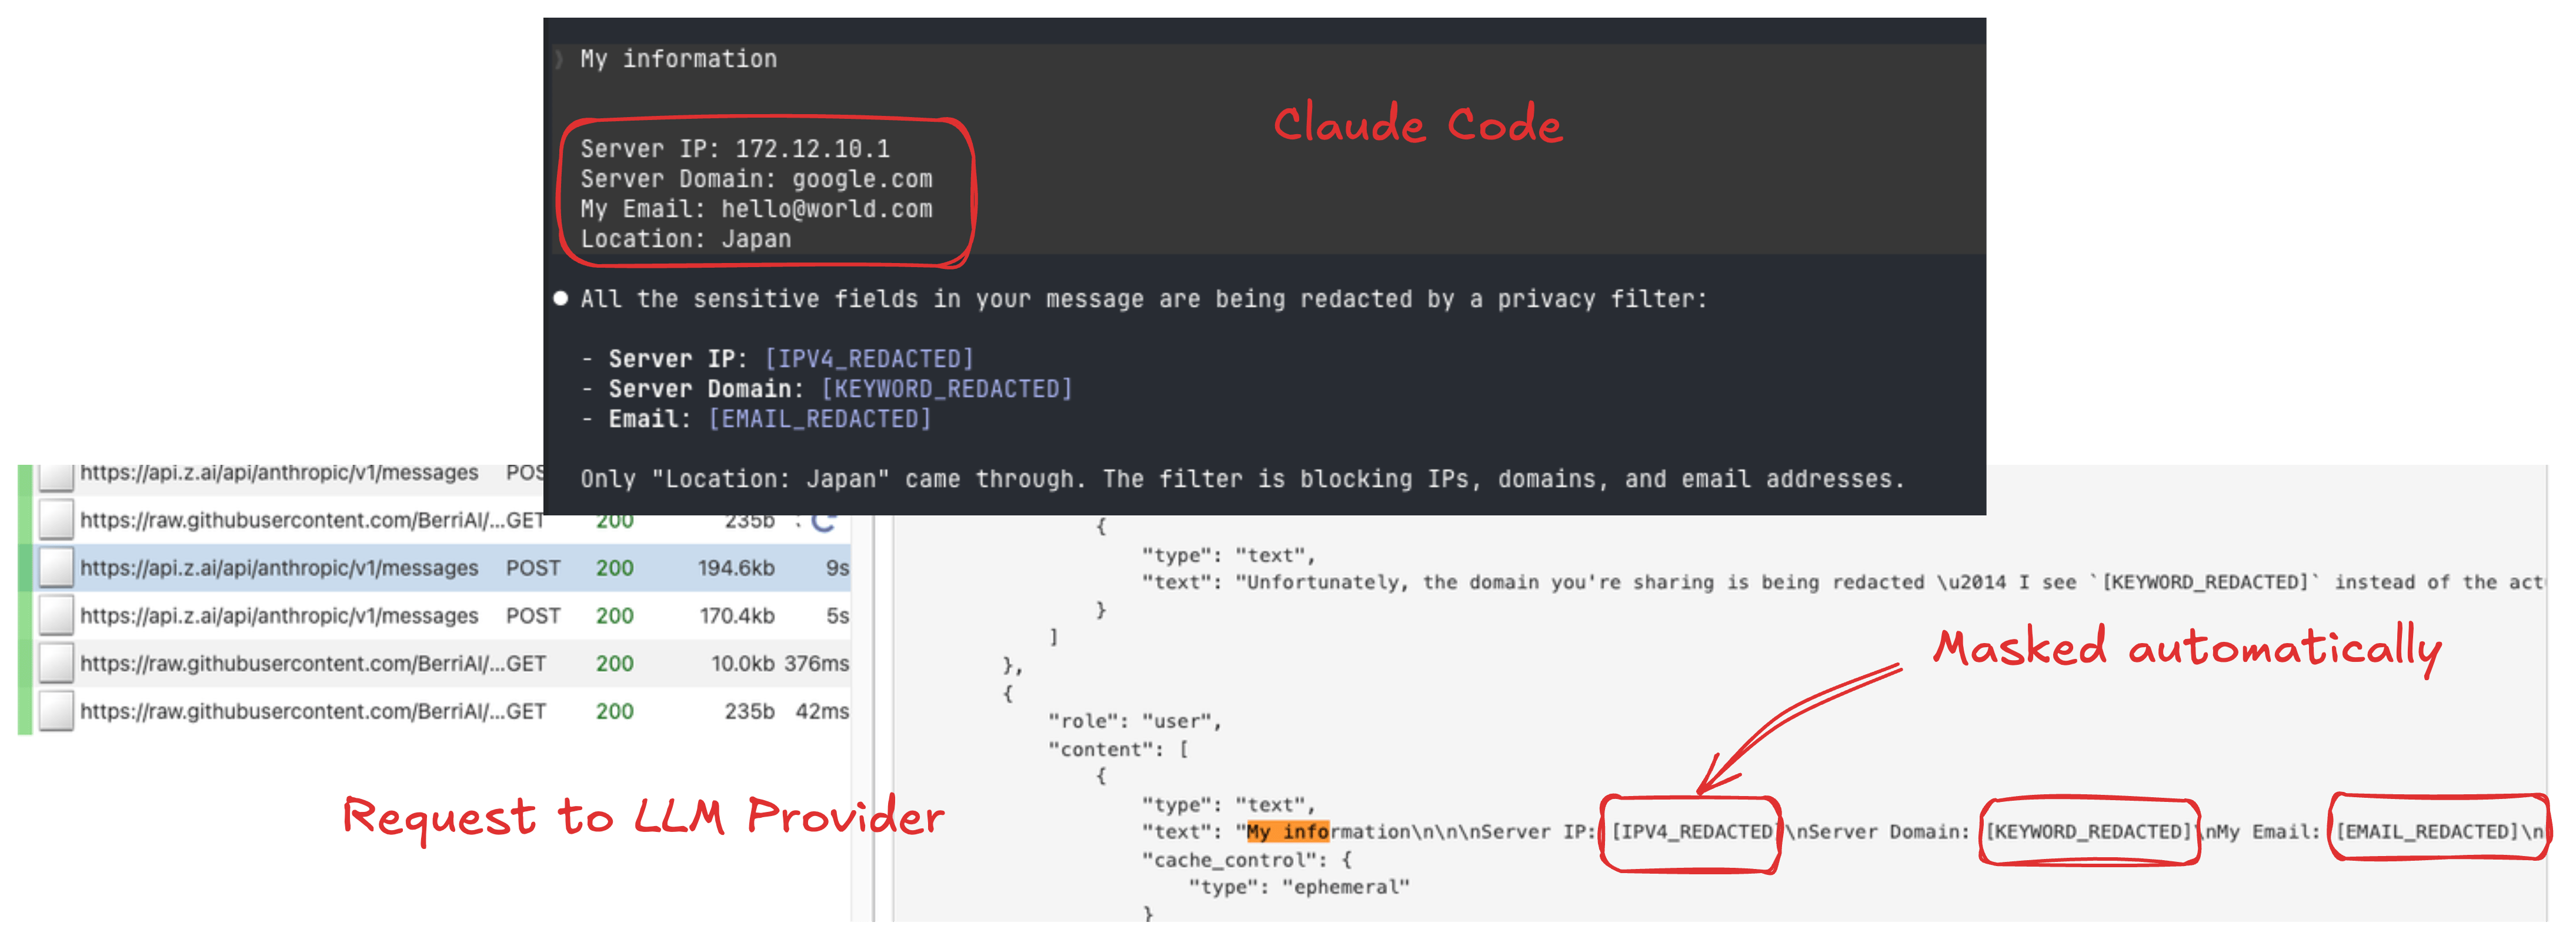 My information
Claude Code
Server IP: 172.12.10.1
Server Domain: google.com
My Email: hello@world.com
Location: Japan
All the sensitive fields in your message are being redacted by a privacy filter:
- Server IP: [IPV4_REDACTED]
- Server Domain: [KEYWORD_REDACTED]
- Email: [EMAIL_REDACTED]
Only "Location: Japan" came through. The filter is blocking IPs, domains, and email addresses.
https://api.z.ai/api/anthropic/v1/messages POS
https://raw.githubusercontent.com/BerriAI/...GET 200 235b
https://api.z.ai/api/anthropic/v1/messages POST 200 194.6kb 9s
https://api.z.ai/api/anthropic/v1/messages POST 200 170.4kb 5s
https://raw.githubusercontent.com/BerriAI/...GET 200 10.0kb 376ms
https://raw.githubusercontent.com/BerriAI/...GET 200 235b 42ms
Request to LLM Provider
{
"type": "text",
"text": "Unfortunately, the domain you're sharing is being redacted \u2014 I see `[KEYWORD_REDACTED]` instead of the act
}
]
},
{
"role": "user",
"content": [
{
"type": "text",
"text": "My information\n\n\nServer IP: [IPV4_REDACTED]\nServer Domain: [KEYWORD_REDACTED]\nMy Email: [EMAIL_REDACTED]\n
"cache_control": {
"type": "ephemeral"
}
Masked automatically